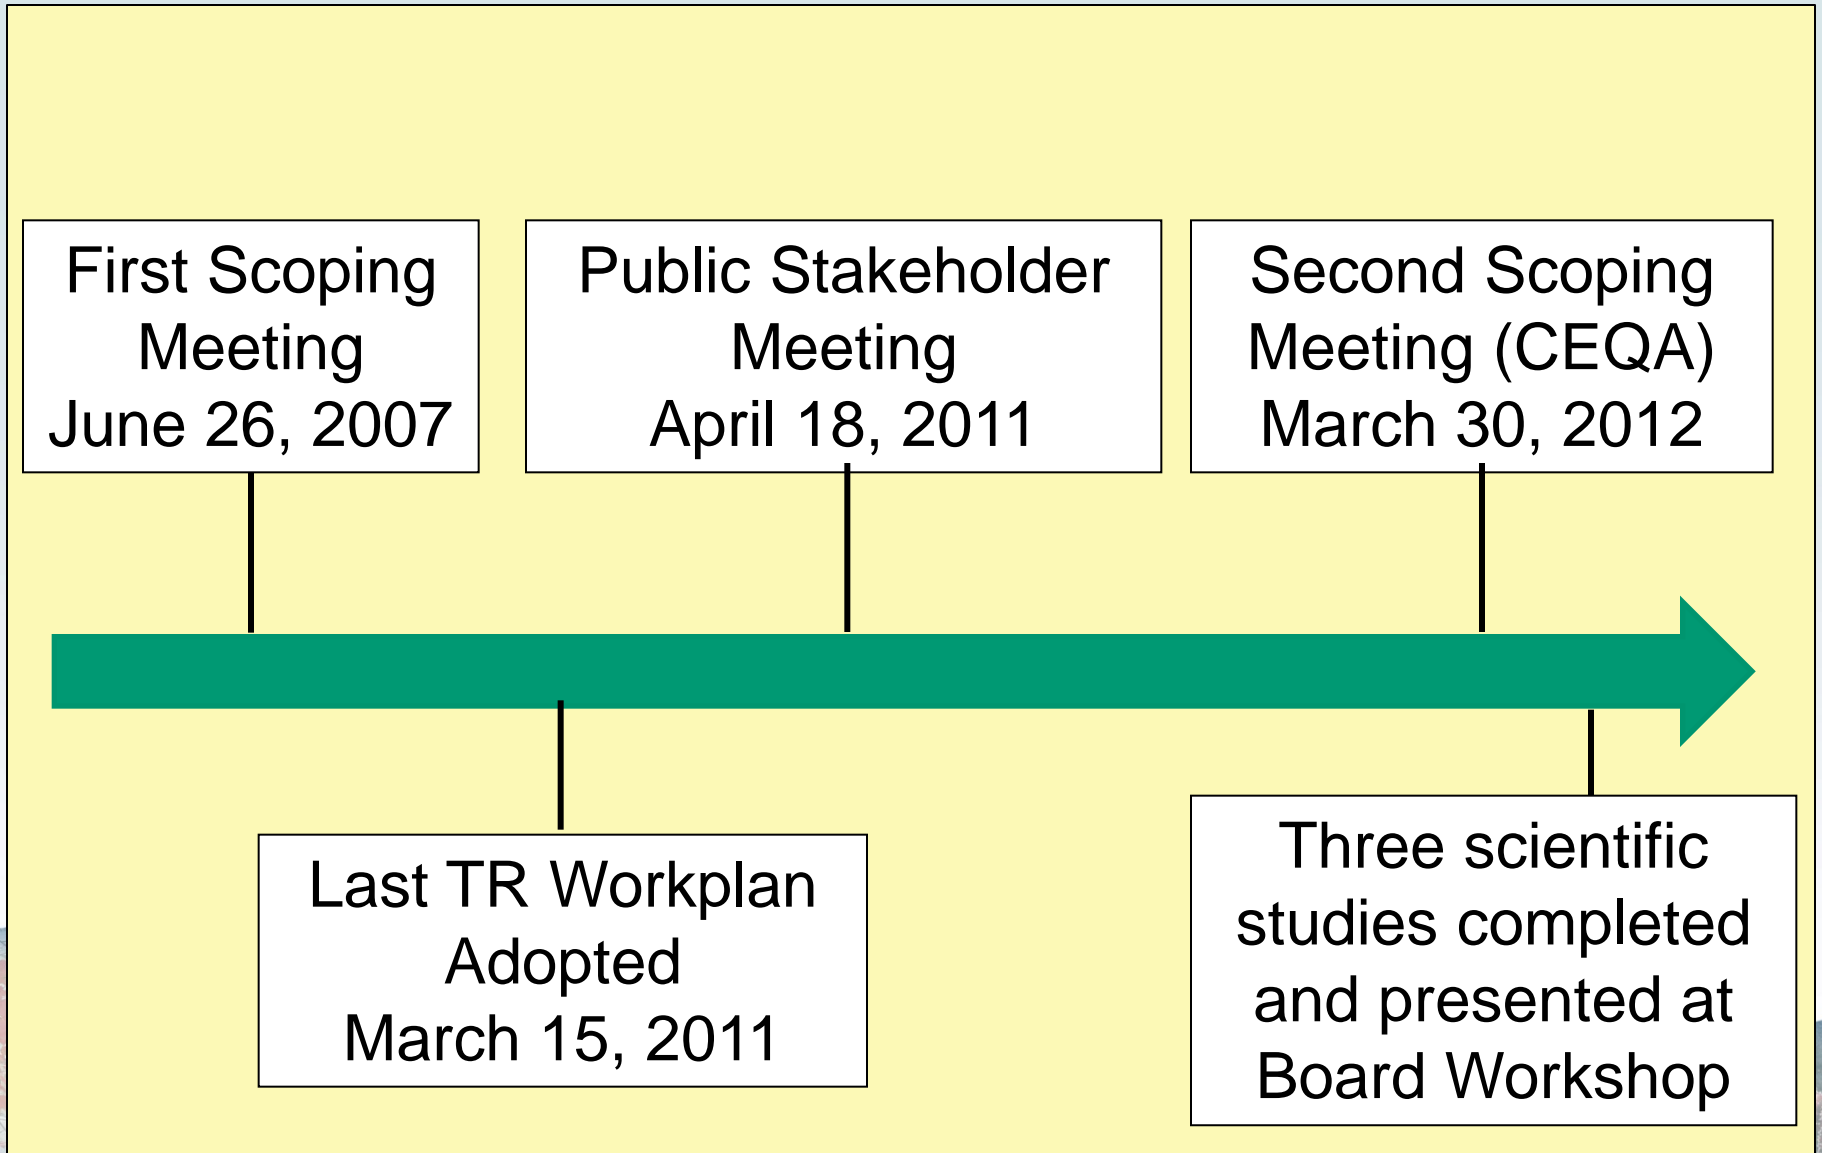 First Scoping
Meeting
June 26, 2007
Public Stakeholder
Meeting
April 18, 2011
Second Scoping
Meeting (CEQA)
March 30, 2012
Last TR Workplan
Adopted
March 15, 2011
Three scientific
studies completed
and presented at
Board Workshop